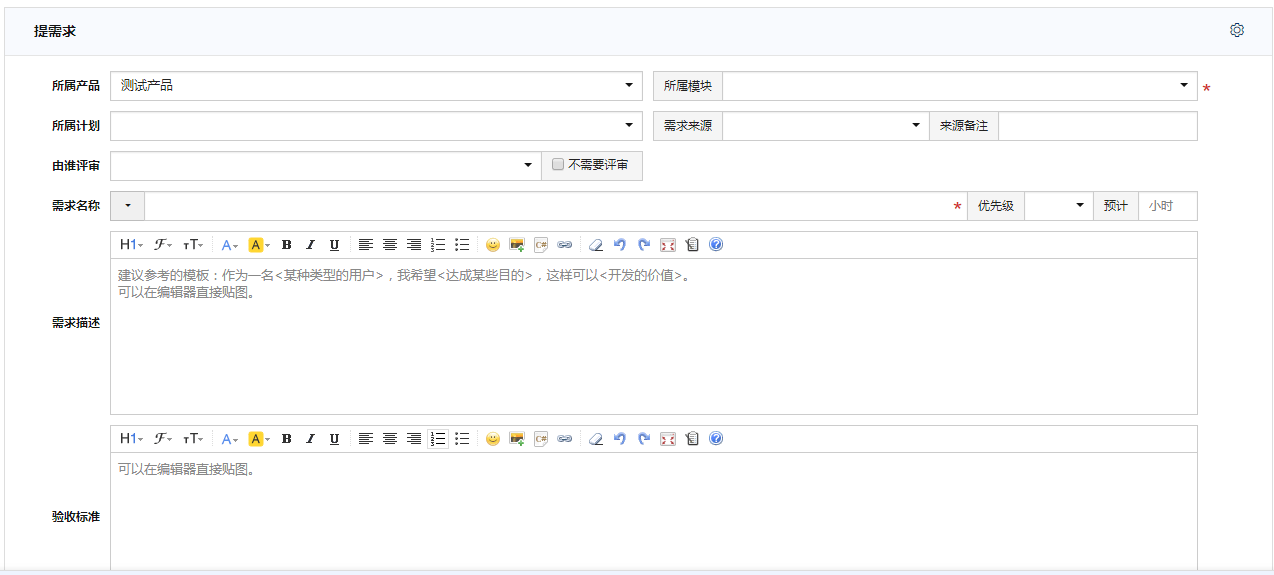 提需求
所属产品 测试产品 所属模块 *
所属计划 需求来源 来源备注
由谁评审 不需要评审
需求名称 * 优先级 预计 小时
H1 F TT A A B I U C#
建议参考的模板：作为一名<某种类型的用户>，我希望<达成某些目的>，这样可以<开发的价值>。
可以在编辑器直接贴图。
需求描述
H1 F TT A A B I U C#
可以在编辑器直接贴图。
验收标准